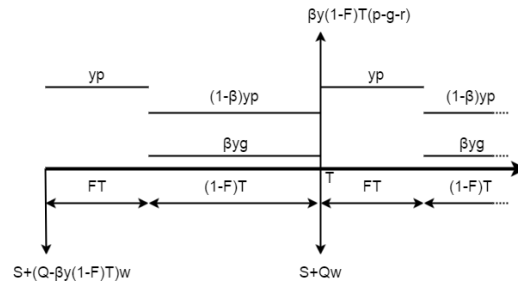 βy(1-F)T(p-g-r)
yp
yp
(1-β)yp
(1-β)yp
βyg
βyg
T
FT
(1-F)T
FT
(1-F)T
S+(Q-βy(1-F)T)w
S+Qw